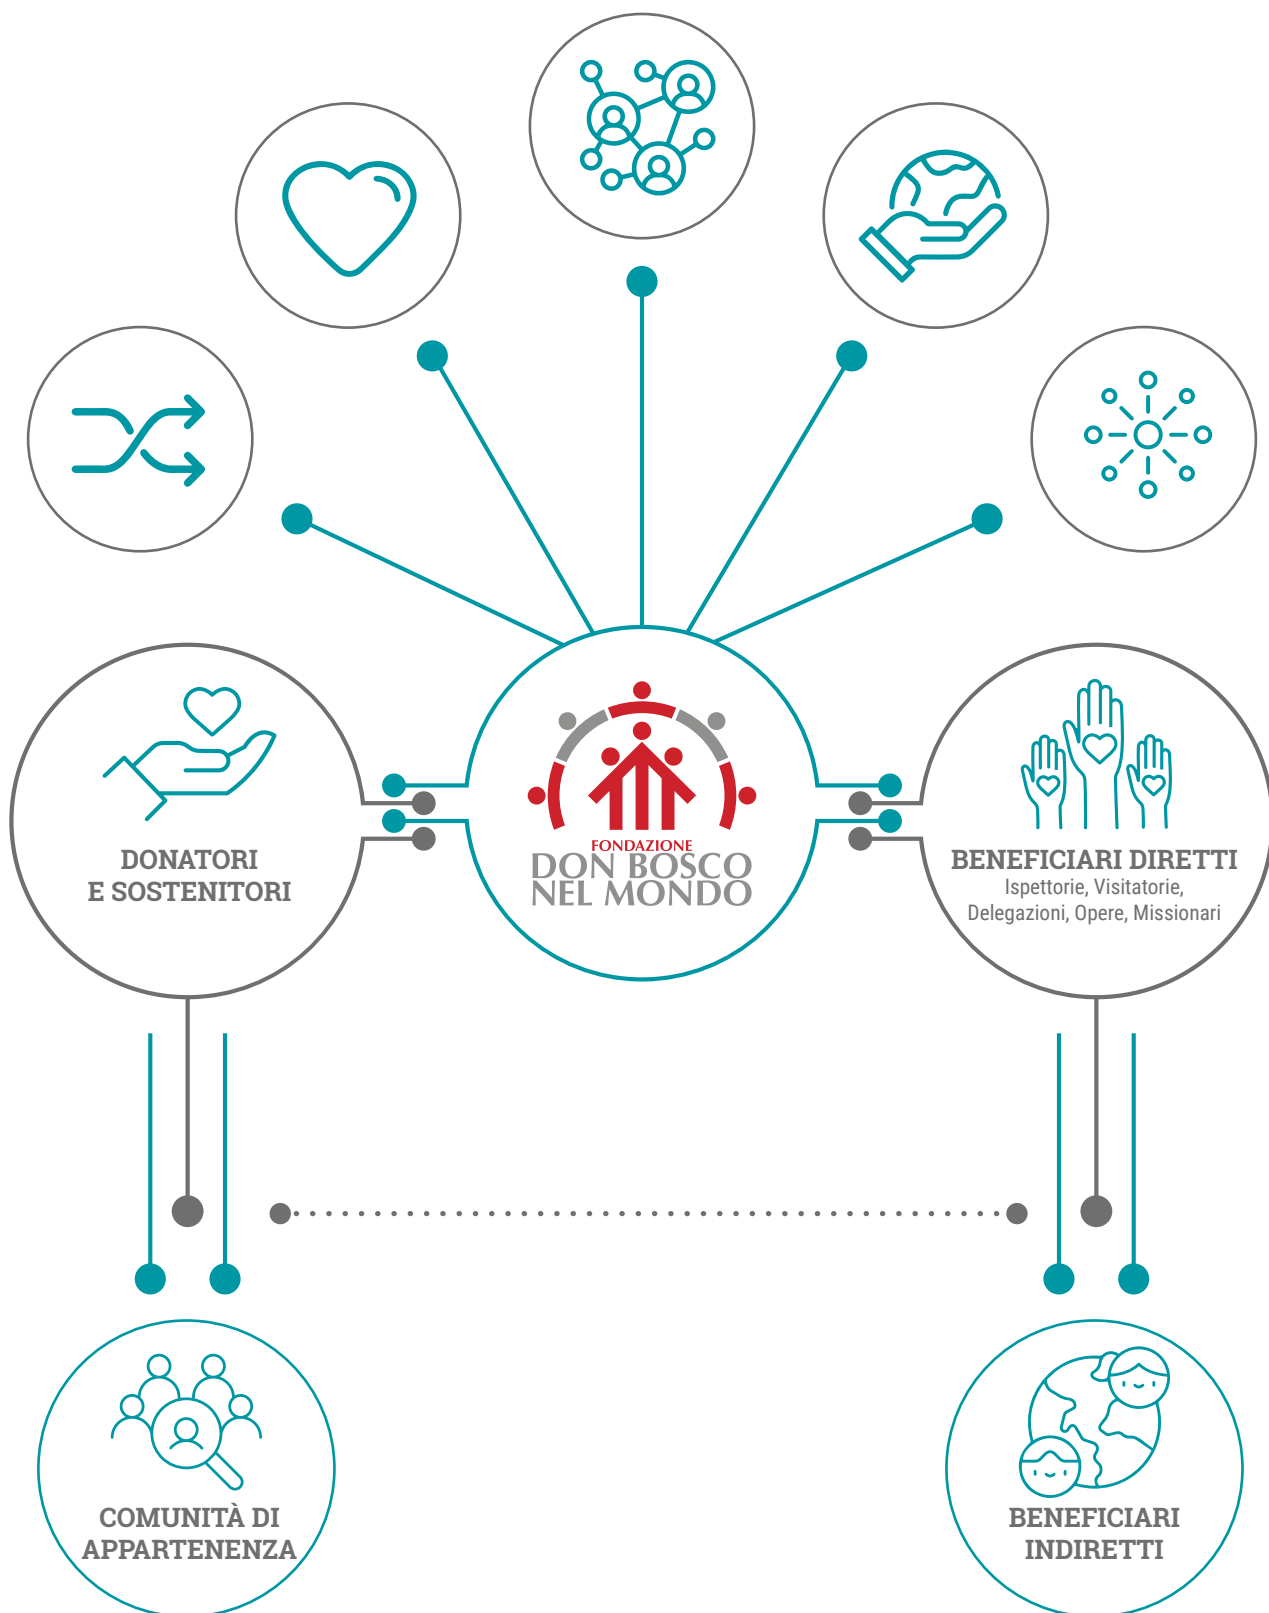 FONDAZIONE
DON BOSCO
NEL MONDO
DONATORI
E SOSTENITORI
BENEFICIARI DIRETTI
Ispettorie, Visitatorie,
Delegazioni, Opere, Missionari
COMUNITÀ DI
APPARTENENZA
BENEFICIARI
INDIRETTI